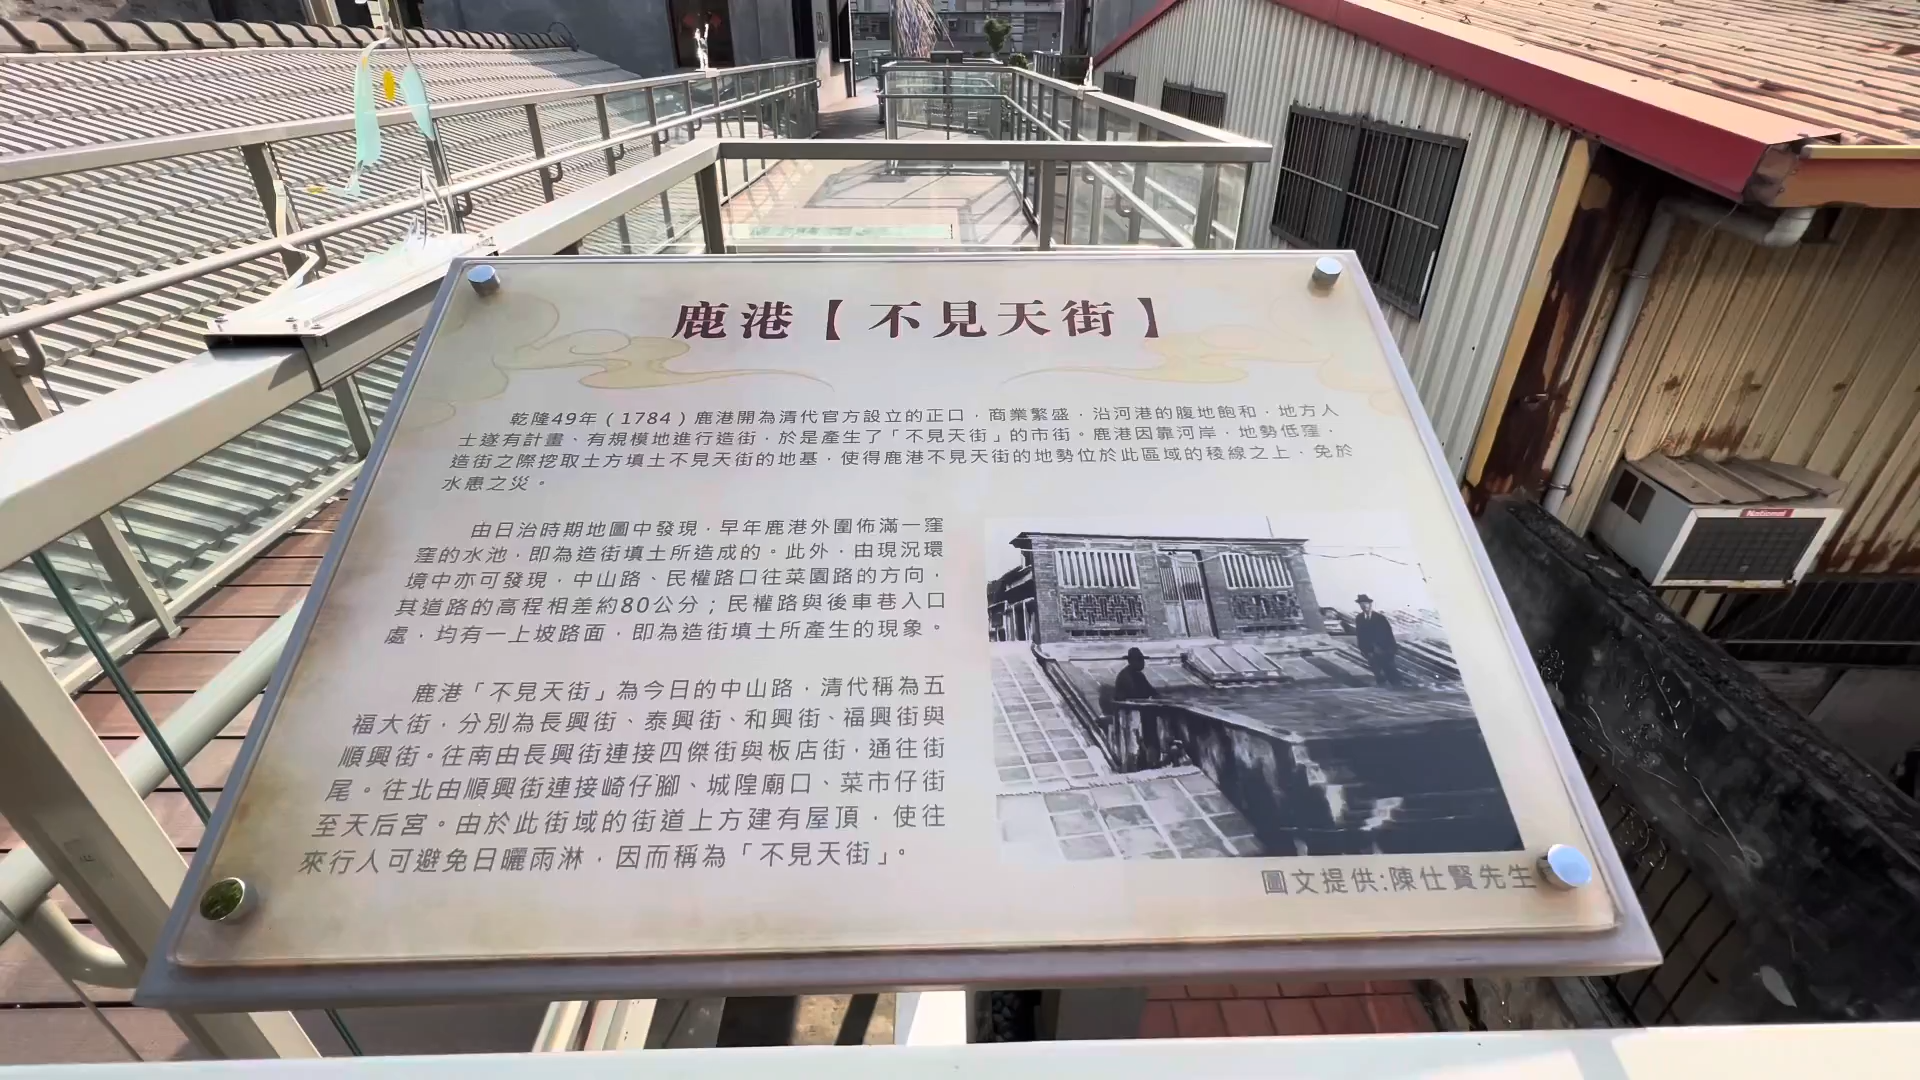 鹿港【不見天街】
乾隆49年（1784）鹿港開為清代官方設立的正口，商業繁盛，沿河港的腹地飽和，地方人
士遂有計畫、有規模地進行造街，於是產生了「不見天街」的市街。鹿港因靠河岸，地勢低窪，
造街之際挖取土方填土不見天街的地基，使得鹿港不見天街的地勢位於此區域的稜線之上，免於
水患之災。
由日治時期地圖中發現，早年鹿港外圍佈滿一窪
窪的水池，即為造街填土所造成的。此外，由現況環
境中亦可發現，中山路、民權路口往菜園路的方向，
其道路的高程相差約80公分；民權路與後車巷入口
處，均有一上坡路面，即為造街填土所產生的現象。
鹿港「不見天街」為今日的中山路，清代稱為五
福大街，分別為長興街、泰興街、和興街、福興街與
順興街。往南由長興街連接四傑街與板店街，通往街
尾。往北由順興街連接崎仔腳、城隍廟口、菜市仔街
至天后宮。由於此街域的街道上方建有屋頂，使往
來行人可避免日曬雨淋，因而稱為「不見天街」。
圖文提供:陳仕賢先生
National